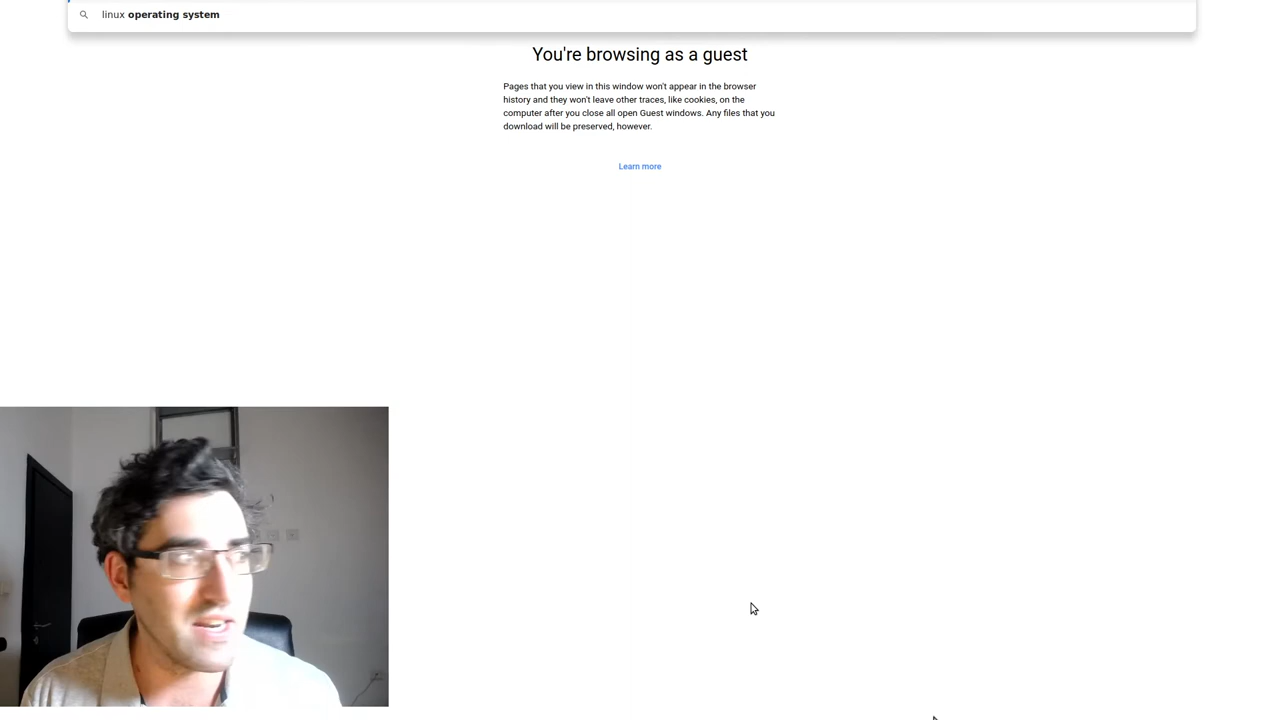 linux operating system
You're browsing as a guest
Pages that you view in this window won't appear in the browser
history and they won't leave other traces, like cookies, on the
computer after you close all open Guest windows. Any files that you
download will be preserved, however.
Learn more